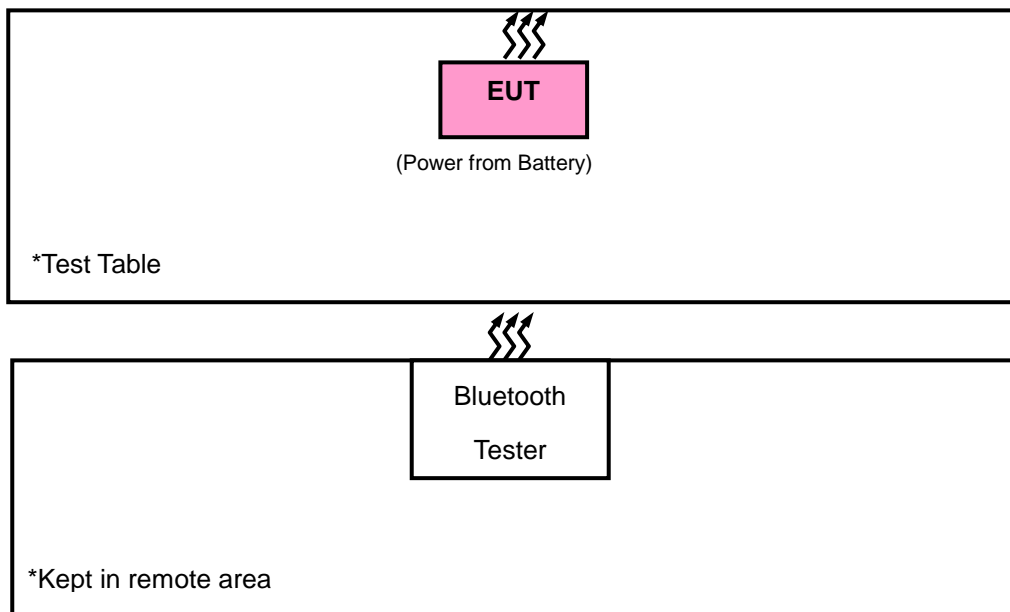 EUT
(Power from Battery)
*Test Table
Bluetooth
Tester
*Kept in remote area